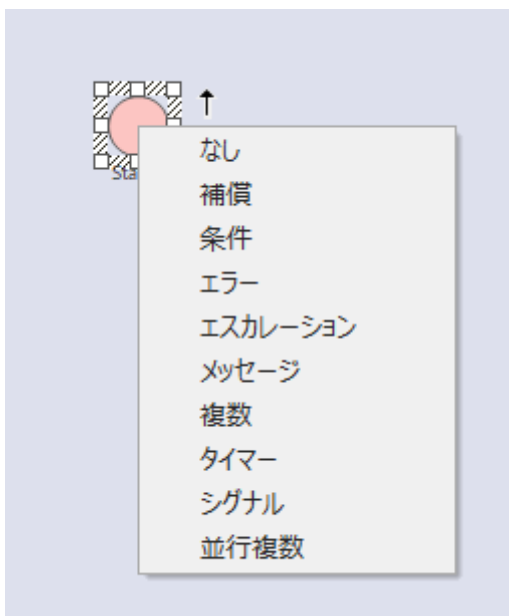 Sta
なし
補償
条件
エラー
エスカレーション
メッセージ
複数
タイマー
シグナル
並行複数